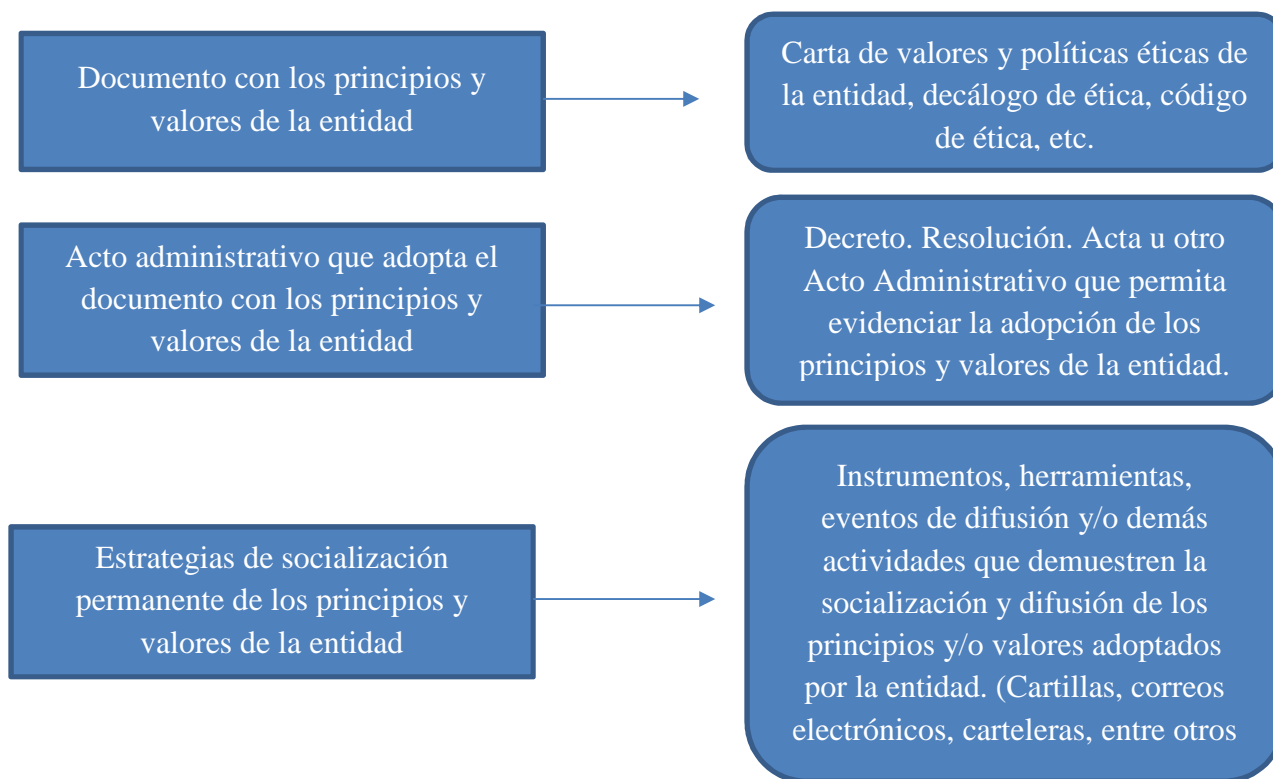 Documento con los principios y
valores de la entidad
Carta de valores y políticas éticas de
la entidad, decálogo de ética, código
de ética, etc.
Acto administrativo que adopta el
documento con los principios y
valores de la entidad
Decreto. Resolución. Acta u otro
Acto Administrativo que permita
evidenciar la adopción de los
principios y valores de la entidad.
Estrategias de socialización
permanente de los principios y
valores de la entidad
Instrumentos, herramientas,
eventos de difusión y/o demás
actividades que demuestren la
socialización y difusión de los
principios y/o valores adoptados
por la entidad. (Cartillas, correos
electrónicos, carteleras, entre otros